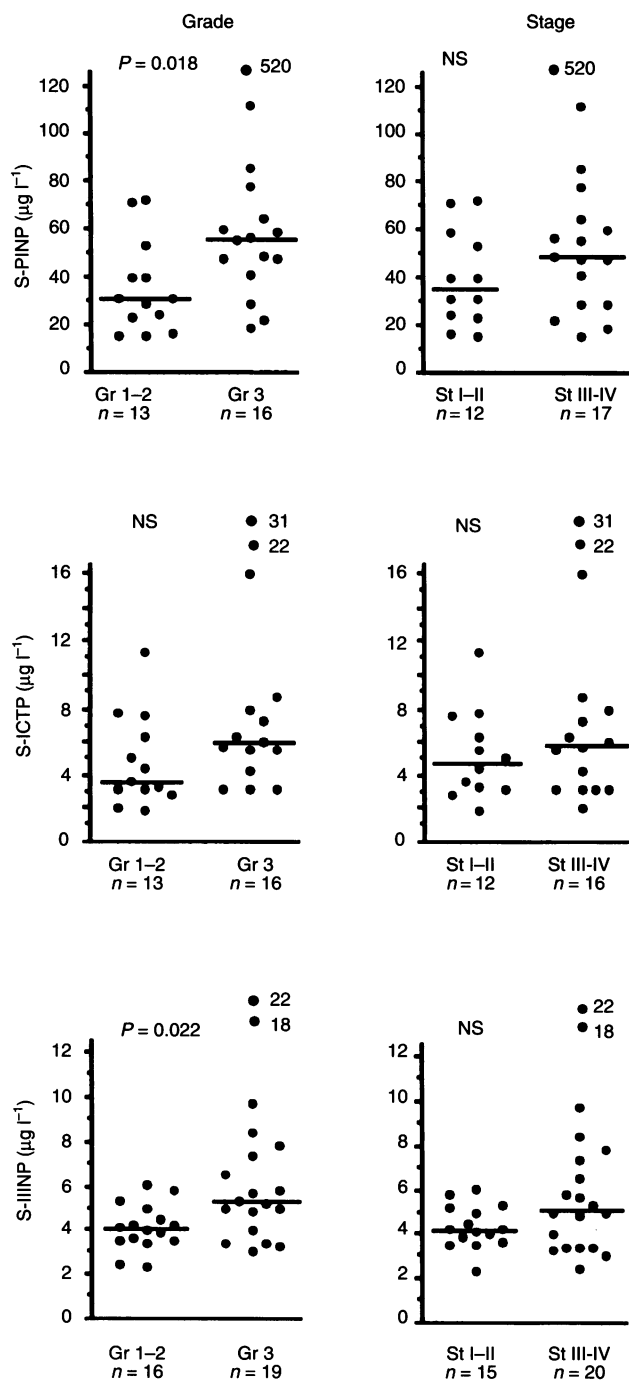 Grade
Stage
P = 0.018
520
NS
520
S-PINP (µg l⁻¹)
120
100
80
60
40
20
0
120
100
80
60
40
20
0
Gr 1–2
n = 13
Gr 3
n = 16
St I–II
n = 12
St III-IV
n = 17
NS
31
22
NS
31
22
S-ICTP (µg l⁻¹)
16
12
8
4
0
16
12
8
4
0
Gr 1–2
n = 13
Gr 3
n = 16
St I–II
n = 12
St III-IV
n = 16
P = 0.022
22
18
NS
22
18
S-IIINP (µg l⁻¹)
12
10
8
6
4
2
0
12
10
8
6
4
2
0
Gr 1–2
n = 16
Gr 3
n = 19
St I–II
n = 15
St III-IV
n = 20